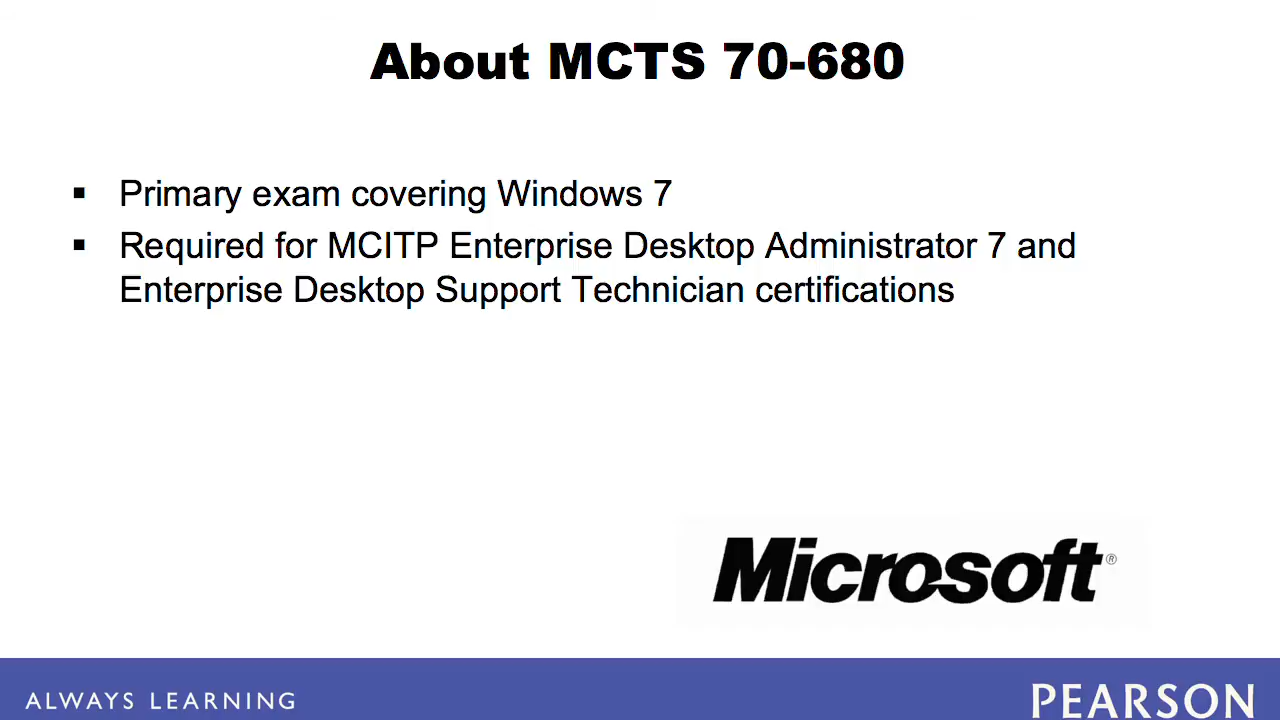 About MCTS 70-680
▪ Primary exam covering Windows 7
▪ Required for MCITP Enterprise Desktop Administrator 7 and
Enterprise Desktop Support Technician certifications
Microsoft®
ALWAYS LEARNING
PEARSON